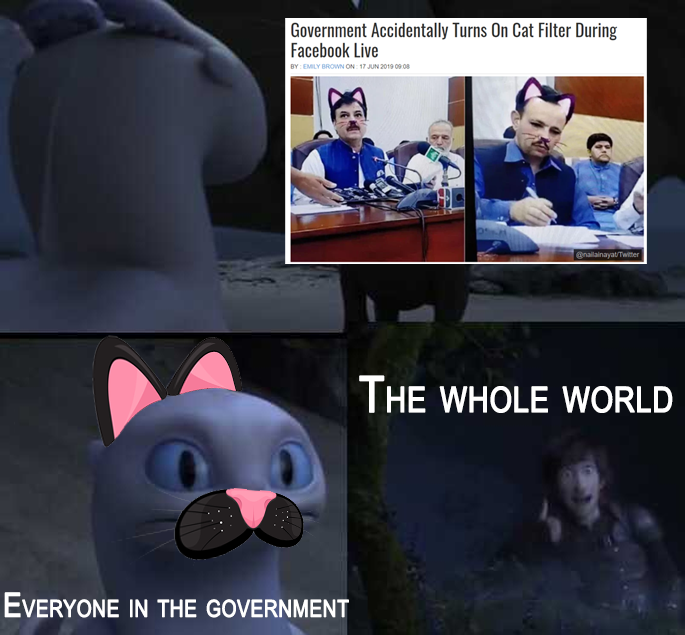 Government Accidentally Turns On Cat Filter During
Facebook Live
BY : EMILY BROWN ON : 17 JUN 2019 09:08
@nailainayat/Twitter
THE WHOLE WORLD
EVERYONE IN THE GOVERNMENT